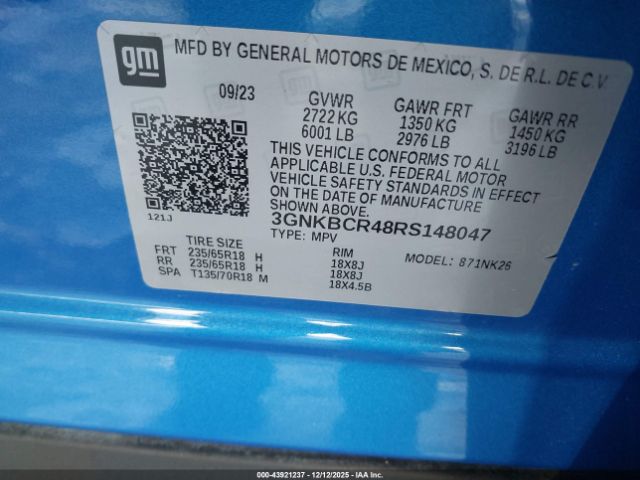 gm
MFD BY GENERAL MOTORS DE MEXICO, S. DE R.L. DE C.V.
09/23
GVWR GAWR FRT GAWR RR
2722 KG 1350 KG 1450 KG
6001 LB 2976 LB 3196 LB
THIS VEHICLE CONFORMS TO ALL
APPLICABLE U.S. FEDERAL MOTOR
VEHICLE SAFETY STANDARDS IN EFFECT
ON THE DATE OF MANUFACTURE
SHOWN ABOVE.
3GNKBCR48RS148047
121J
TYPE: MPV
MODEL: 871NK26
TIRE SIZE RIM
FRT 235/65R18 H 18X8J
RR 235/65R18 H 18X8J
SPA T135/70R18 M 18X4.5B
00-43921237 - 12/12/2025 - IAAI.com